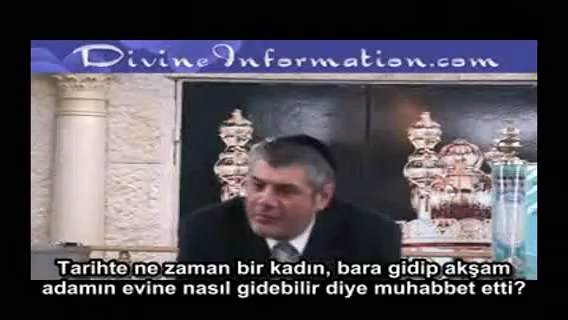 DivineInformation.com
Tarihte ne zaman bir kadın, bara gidip akşam
adamın evine nasıl gidebilir diye muhabbet etti?